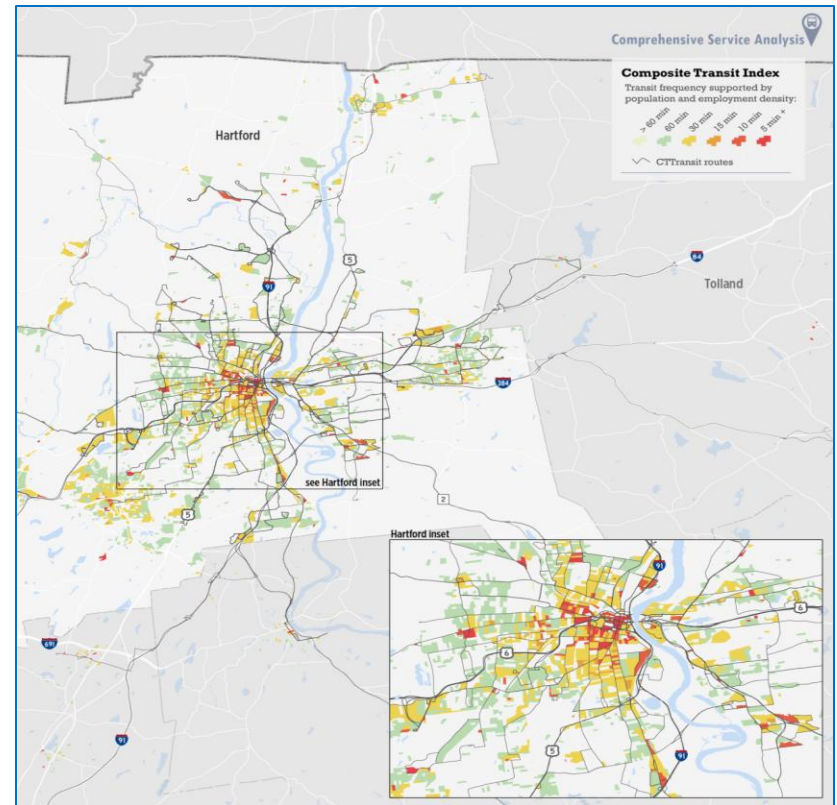 Comprehensive Service Analysis
Composite Transit Index
Transit frequency supported by
population and employment density:
> 60 min
60 min
30 min
15 min
10 min
5 min +
CTTransit routes
Hartford
5
64
Tolland
91
384
see Hartford inset
2
5
Hartford inset
91
6
6
691
5
91
91